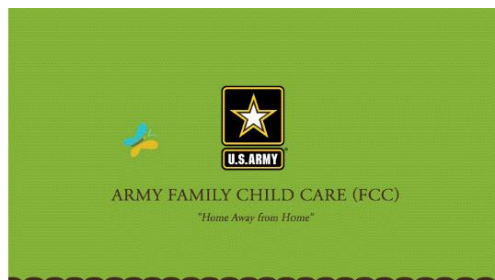 U.S.ARMY
ARMY FAMILY CHILD CARE (FCC)
"Home Away from Home"